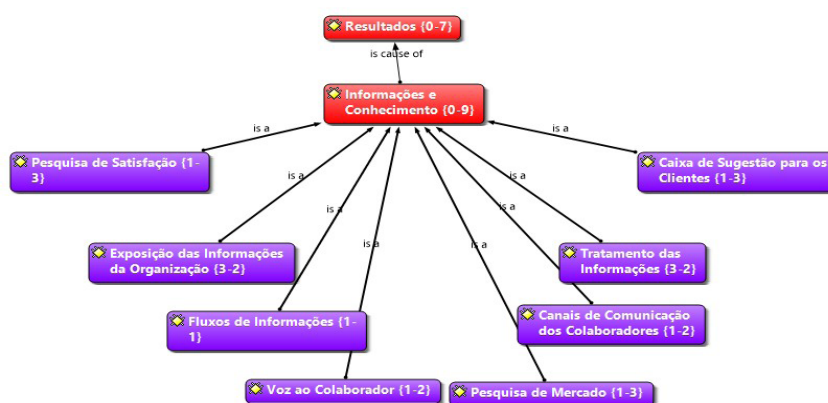 Resultados {0-7}
is cause of
Informações e
Conhecimento {0-9}
is a
is a
Pesquisa de Satisfação {1-
3}
Caixa de Sugestão para os
Clientes {1-3}
is a
is a
is a
Exposição das Informações
da Organização {3-2}
is a
is a
Tratamento das
Informações {3-2}
is a
Fluxos de Informações {1-
1}
Canais de Comunicação
dos Colaboradores {1-2}
Voz ao Colaborador {1-2}
Pesquisa de Mercado {1-3}